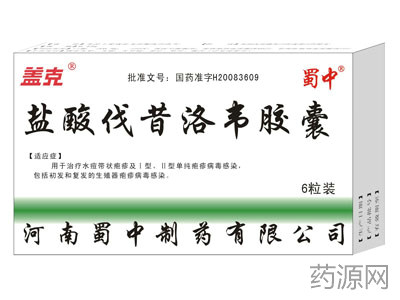 盖克®
批准文号：国药准字H20083609
蜀中®
盐酸伐昔洛韦胶囊
【适应症】
用于治疗水痘带状疱疹及Ⅰ型、Ⅱ型单纯疱疹病毒感染，
包括初发和复发的生殖器疱疹病毒感染。
6粒装
河南蜀中制药有限公司
药源网